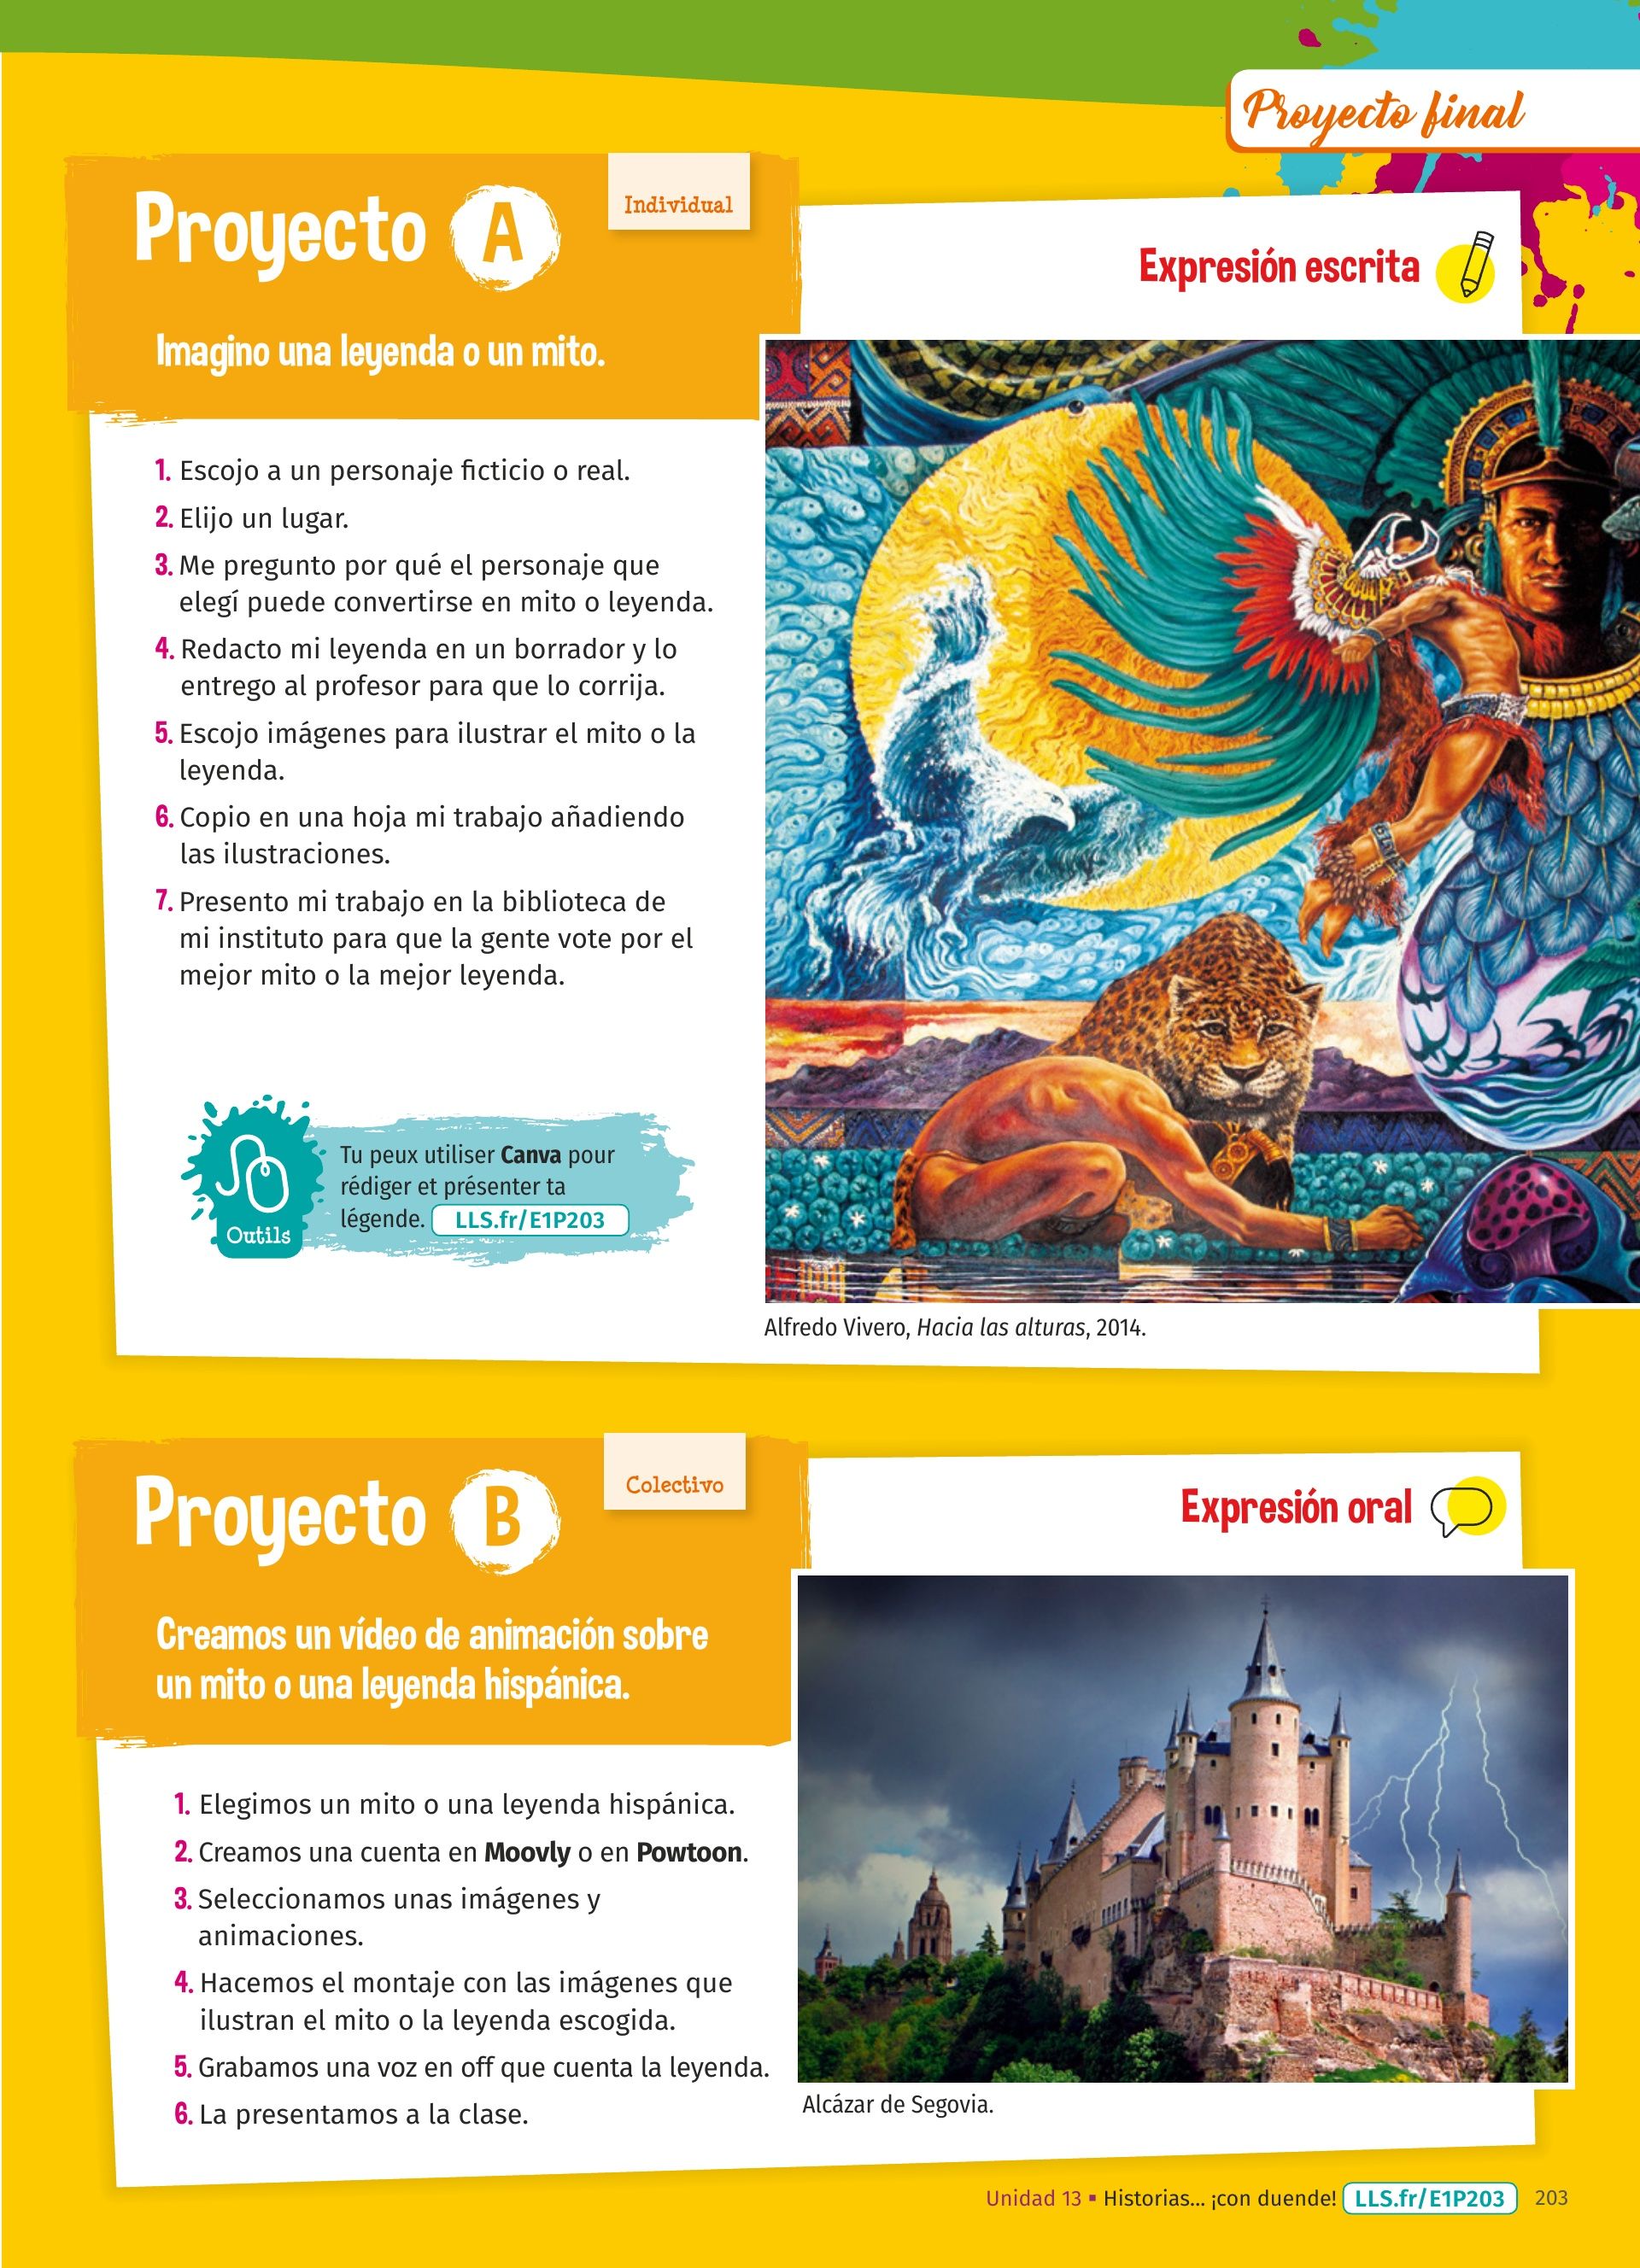 Proyecto final
Proyecto A
Individual
Expresión escrita
Imagino una leyenda o un mito.
1. Escojo a un personaje ficticio o real.
2. Elijo un lugar.
3. Me pregunto por qué el personaje que
elegí puede convertirse en mito o leyenda.
4. Redacto mi leyenda en un borrador y lo
entrego al profesor para que lo corrija.
5. Escojo imágenes para ilustrar el mito o la
leyenda.
6. Copio en una hoja mi trabajo añadiendo
las ilustraciones.
7. Presento mi trabajo en la biblioteca de
mi instituto para que la gente vote por el
mejor mito o la mejor leyenda.
Outils
Tu peux utiliser Canva pour
rédiger et présenter ta
légende. LLS.fr/E1P203
Alfredo Vivero, Hacia las alturas, 2014.
Proyecto B
Colectivo
Expresión oral
Creamos un vídeo de animación sobre
un mito o una leyenda hispánica.
1. Elegimos un mito o una leyenda hispánica.
2. Creamos una cuenta en Moovly o en Powtoon.
3. Seleccionamos unas imágenes y
animaciones.
4. Hacemos el montaje con las imágenes que
ilustran el mito o la leyenda escogida.
5. Grabamos una voz en off que cuenta la leyenda.
6. La presentamos a la clase.
Alcázar de Segovia.
Unidad 13 ▪ Historias... ¡con duende! LLS.fr/E1P203 203